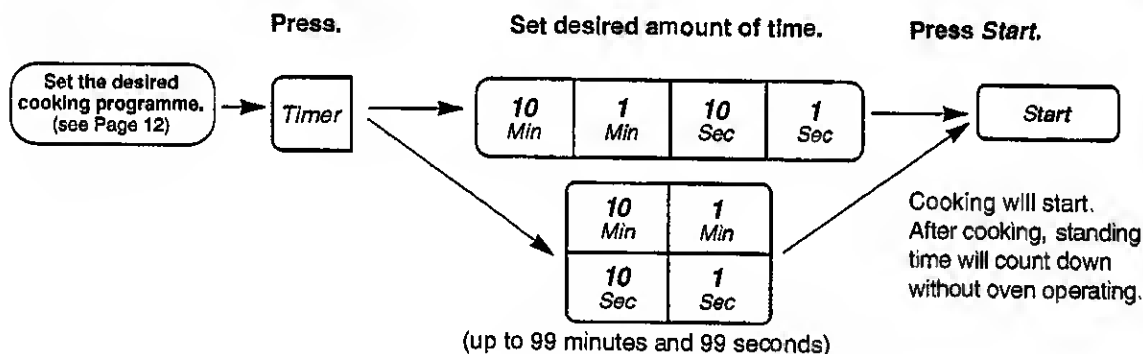 Press.
Set desired amount of time.
Press Start.
Set the desired
cooking programme.
(see Page 12)
Timer
10
Min
1
Min
10
Sec
1
Sec
Start
10
Min
1
Min
10
Sec
1
Sec
(up to 99 minutes and 99 seconds)
Cooking will start.
After cooking, standing
time will count down
without oven operating.